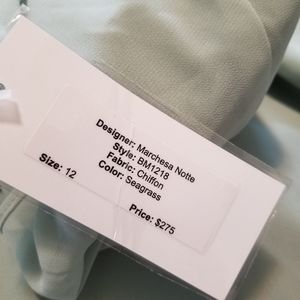 Designer: Marchesa Notte
Style: BM1218
Fabric: Chiffon
Color: Seagrass
Size: 12
Price: $275